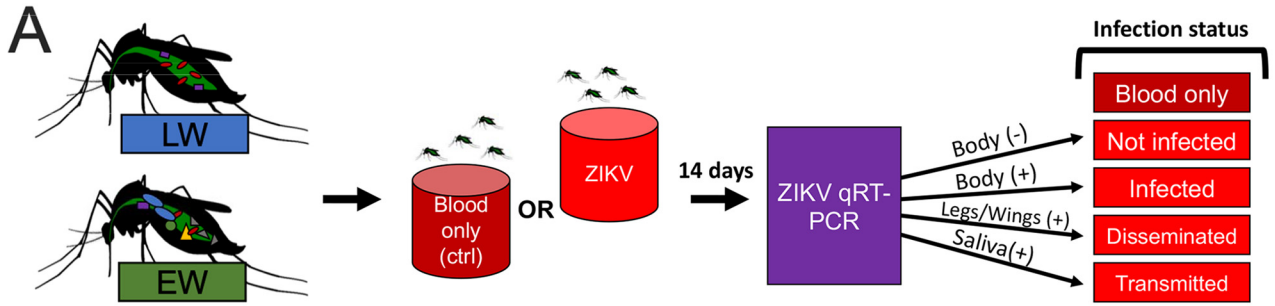 A
LW
EW
Blood
only
(ctrl)
OR
ZIKV
14 days
ZIKV qRT-
PCR
Body (-)
Body (+)
Legs/Wings (+)
Saliva(+)
Infection status
Blood only
Not infected
Infected
Disseminated
Transmitted